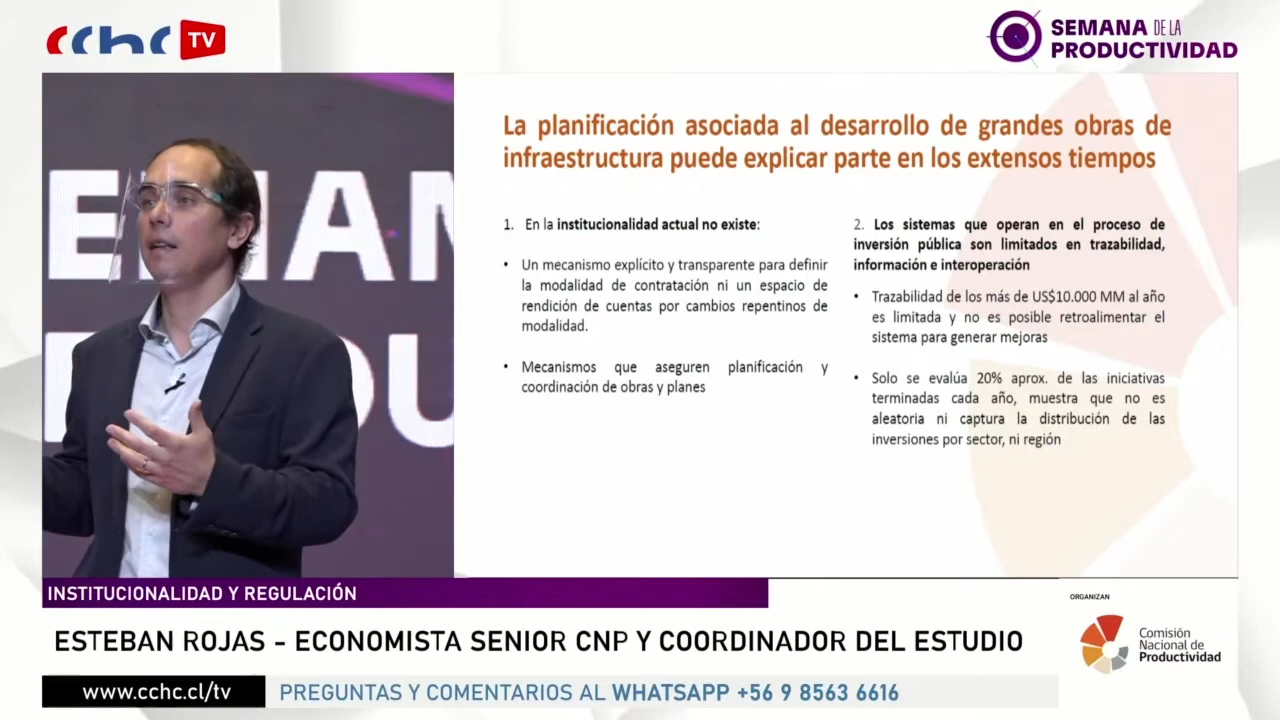 cchc TV
SEMANA DE LA
PRODUCTIVIDAD
EMAN
DU
La planificación asociada al desarrollo de grandes obras de
infraestructura puede explicar parte en los extensos tiempos
1. En la institucionalidad actual no existe:
• Un mecanismo explícito y transparente para definir
la modalidad de contratación ni un espacio de
rendición de cuentas por cambios repentinos de
modalidad.
• Mecanismos que aseguren planificación y
coordinación de obras y planes
2. Los sistemas que operan en el proceso de
inversión pública son limitados en trazabilidad,
información e interoperación
• Trazabilidad de los más de US$10.000 MM al año
es limitada y no es posible retroalimentar el
sistema para generar mejoras
• Solo se evalúa 20% aprox. de las iniciativas
terminadas cada año, muestra que no es
aleatoria ni captura la distribución de las
inversiones por sector, ni región
INSTITUCIONALIDAD Y REGULACIÓN
ESTEBAN ROJAS - ECONOMISTA SENIOR CNP Y COORDINADOR DEL ESTUDIO
www.cchc.cl/tv
PREGUNTAS Y COMENTARIOS AL WHATSAPP +56 9 8563 6616
ORGANIZAN
Comisión
Nacional de
Productividad